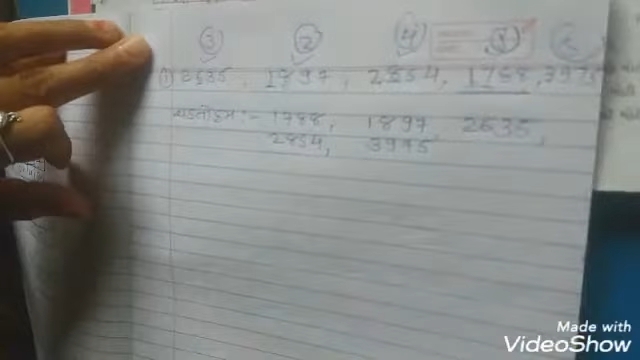 3 2 4 1 5
1 2635, 1897, 2854, 1788, 3975
चढतीक्रम :- 1788, 1897, 2635,
2854, 3975
Made with
VideoShow